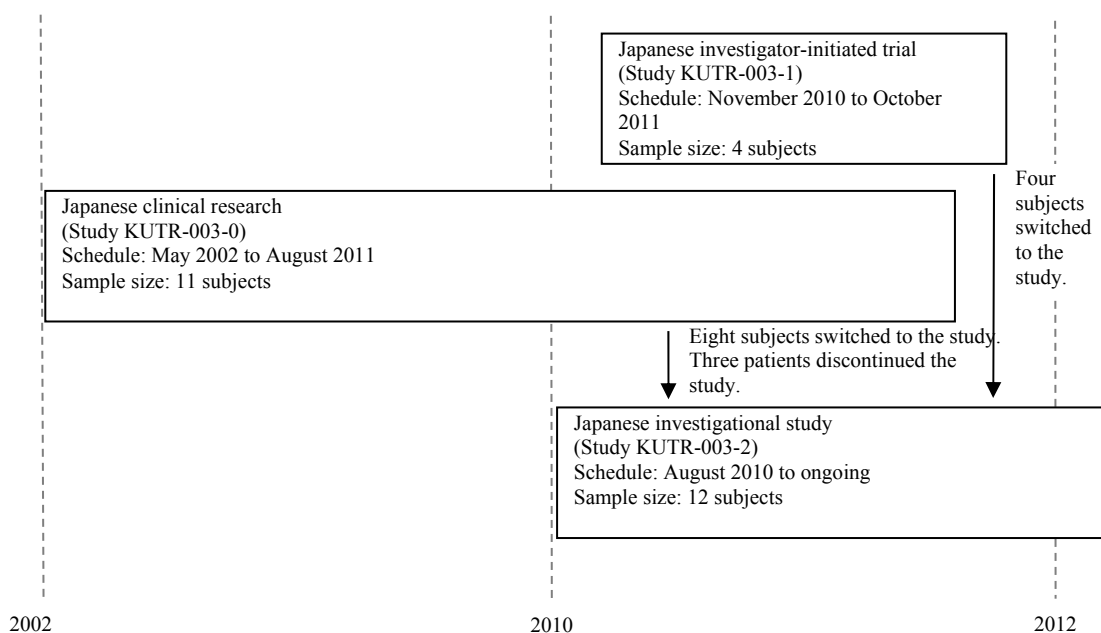 Japanese investigator-initiated trial
(Study KUTR-003-1)
Schedule: November 2010 to October
2011
Sample size: 4 subjects
Four
subjects
switched
to the
study.
Japanese clinical research
(Study KUTR-003-0)
Schedule: May 2002 to August 2011
Sample size: 11 subjects
Eight subjects switched to the study.
Three patients discontinued the
study.
Japanese investigational study
(Study KUTR-003-2)
Schedule: August 2010 to ongoing
Sample size: 12 subjects
2002
2010
2012